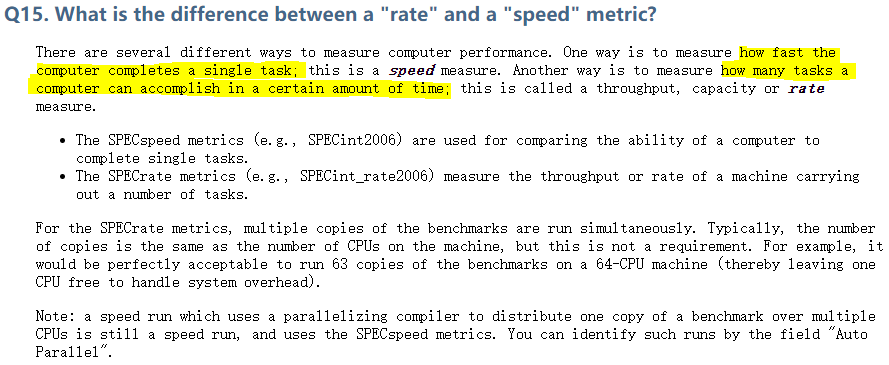 Q15. What is the difference between a "rate" and a "speed" metric?
There are several different ways to measure computer performance. One way is to measure how fast the
computer completes a single task; this is a speed measure. Another way is to measure how many tasks a
computer can accomplish in a certain amount of time; this is called a throughput, capacity or rate
measure.
• The SPECspeed metrics (e.g., SPECint2006) are used for comparing the ability of a computer to
complete single tasks.
• The SPECrate metrics (e.g., SPECint_rate2006) measure the throughput or rate of a machine carrying
out a number of tasks.
For the SPECrate metrics, multiple copies of the benchmarks are run simultaneously. Typically, the number
of copies is the same as the number of CPUs on the machine, but this is not a requirement. For example, it
would be perfectly acceptable to run 63 copies of the benchmarks on a 64-CPU machine (thereby leaving one
CPU free to handle system overhead).
Note: a speed run which uses a parallelizing compiler to distribute one copy of a benchmark over multiple
CPUs is still a speed run, and uses the SPECspeed metrics. You can identify such runs by the field "Auto
Parallel".